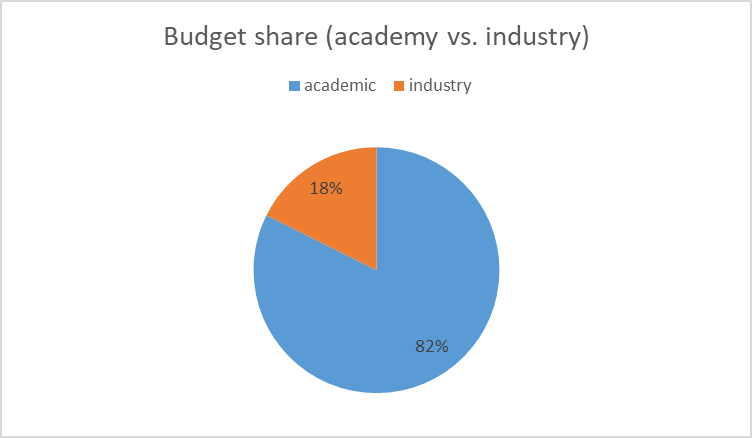 Budget share (academy vs. industry)
academic industry
18%
82%